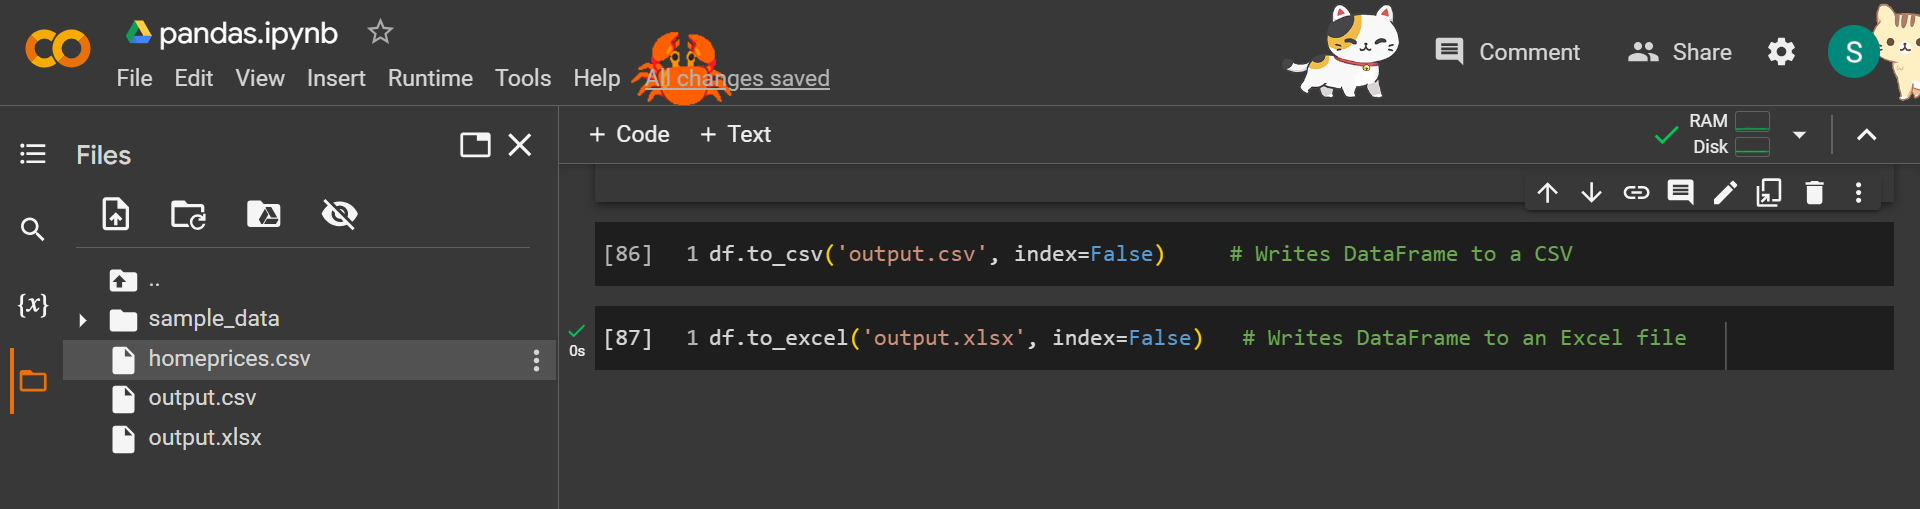 pandas.ipynb
File Edit View Insert Runtime Tools Help All changes saved
Comment Share S
Files
+ Code + Text
RAM
Disk
..
sample_data
homeprices.csv
output.csv
output.xlsx
{x}
[86] 1 df.to_csv('output.csv', index=False) # Writes DataFrame to a CSV
[87] 1 df.to_excel('output.xlsx', index=False) # Writes DataFrame to an Excel file
0s